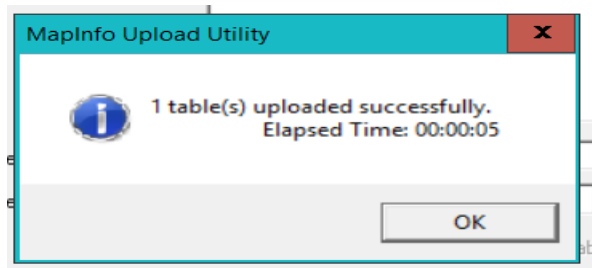 MapInfo Upload Utility
x
1 table(s) uploaded successfully.
Elapsed Time: 00:00:05
OK